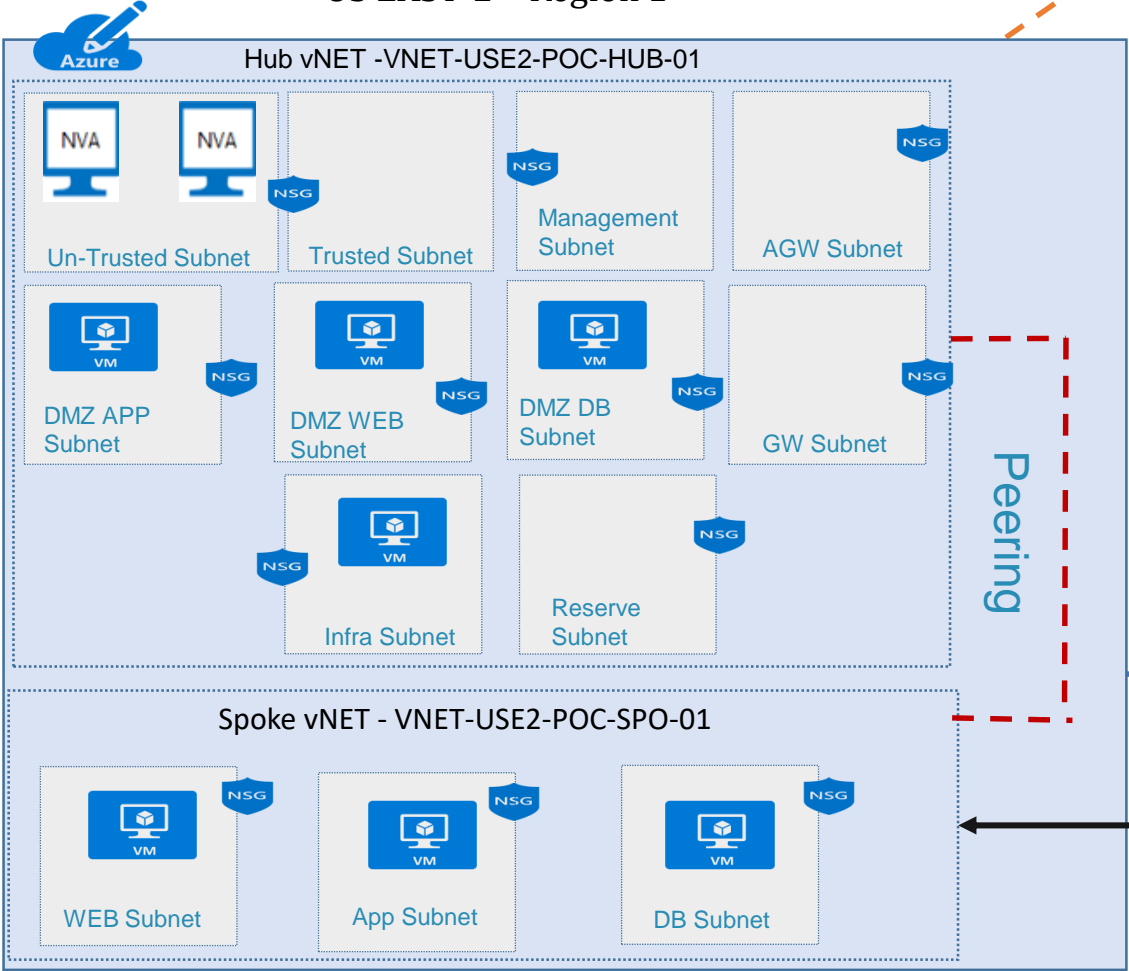 Azure
Hub vNET -VNET-USE2-POC-HUB-01
NVA
NVA
NSG
NSG
NSG
Un-Trusted Subnet
Trusted Subnet
Management
Subnet
AGW Subnet
VM
VM
VM
NSG
NSG
NSG
NSG
DMZ APP
Subnet
DMZ WEB
Subnet
DMZ DB
Subnet
GW Subnet
Peering
VM
NSG
NSG
Infra Subnet
Reserve
Subnet
Spoke vNET - VNET-USE2-POC-SPO-01
VM
NSG
VM
NSG
VM
NSG
WEB Subnet
App Subnet
DB Subnet